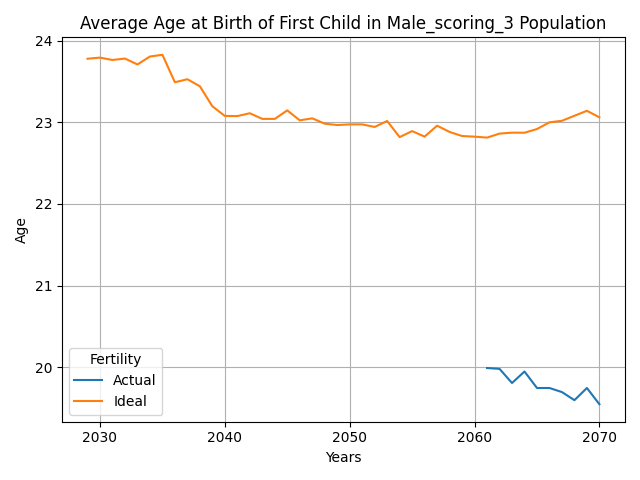 Average Age at Birth of First Child in Male_scoring_3 Population
24
23
22
21
20
Age
Fertility
Actual
Ideal
2030 2040 2050 2060 2070
Years